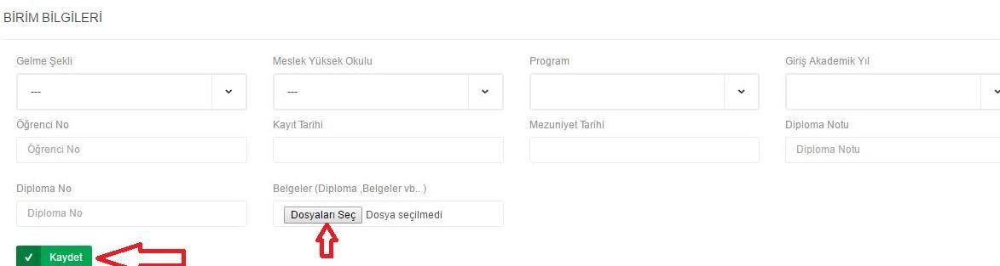 BİRİM BİLGİLERİ
Gelme Şekli Meslek Yüksek Okulu Program Giriş Akademik Yıl
--- ---
Öğrenci No Kayıt Tarihi Mezuniyet Tarihi Diploma Notu
Öğrenci No Diploma Notu
Diploma No Belgeler (Diploma ,Belgeler vb.. )
Diploma No Dosyaları Seç Dosya seçilmedi
Kaydet